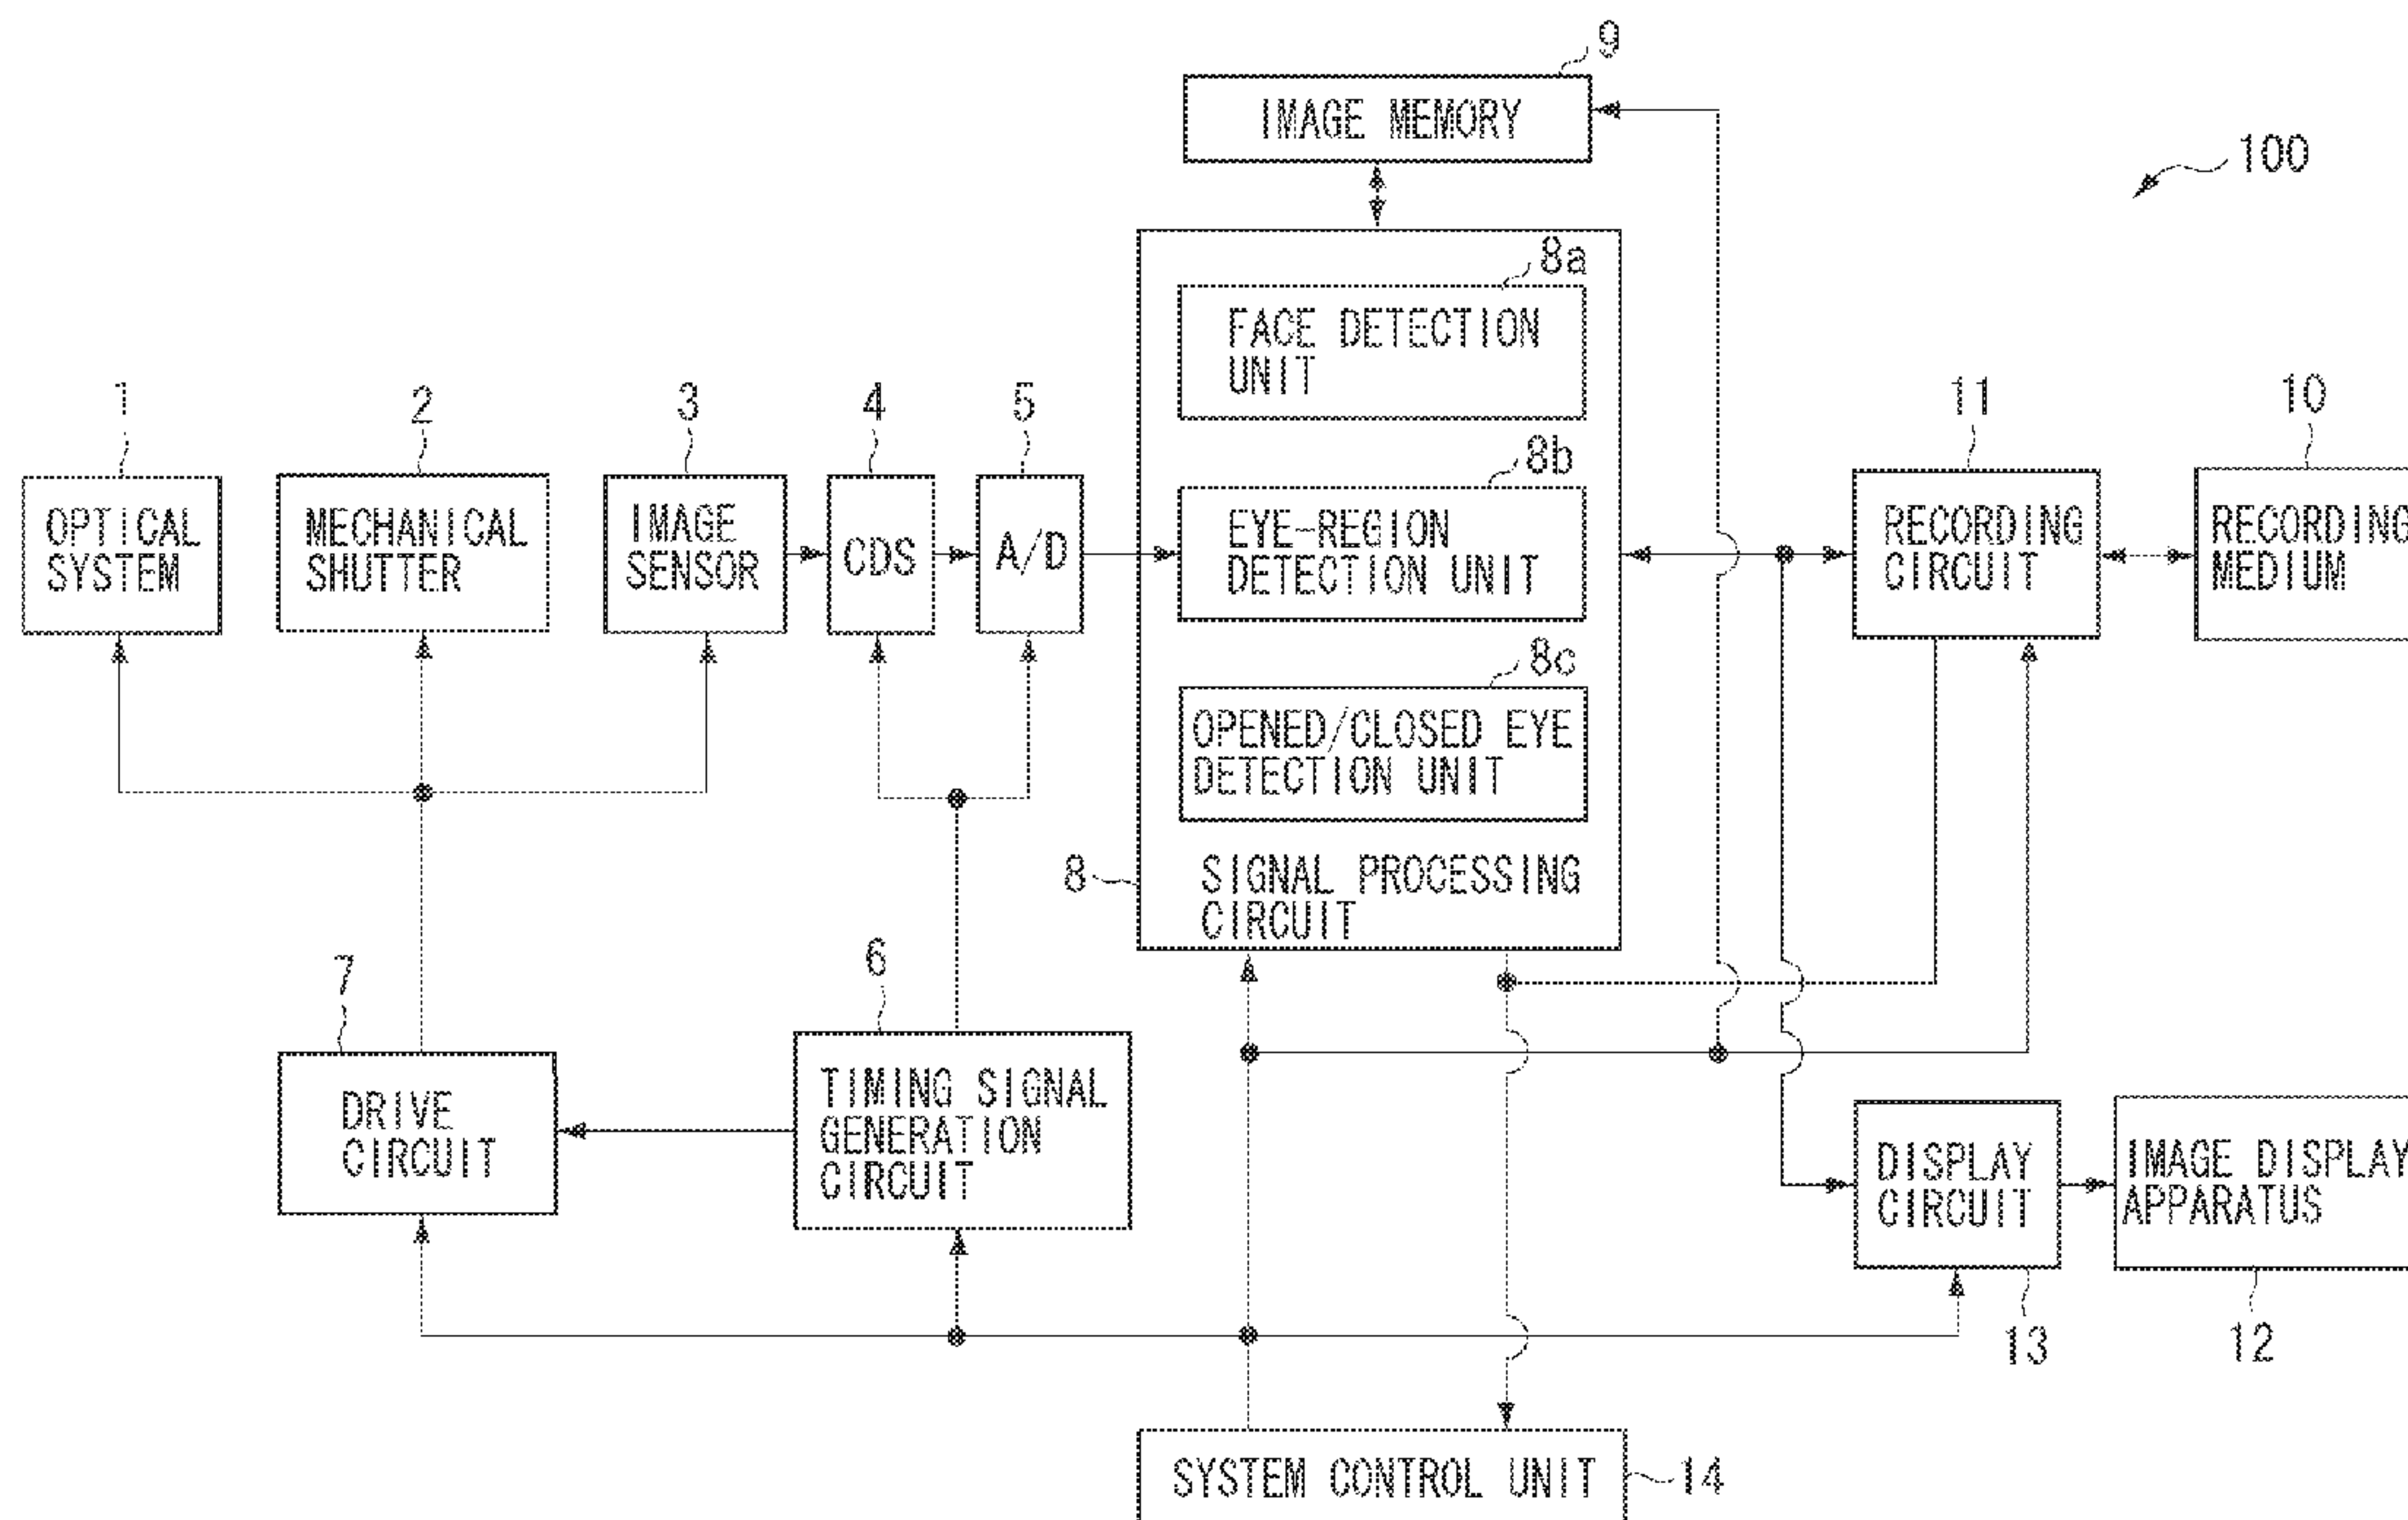 9
IMAGE MEMORY
100
8a
FACE DETECTION
UNIT
1
2
3
4
5
11
10
8b
OPTICAL
SYSTEM
MECHANICAL
SHUTTER
IMAGE
SENSOR
CDS
A/D
EYE-REGION
DETECTION UNIT
RECORDING
CIRCUIT
RECORDING
MEDIUM
8c
OPENED/CLOSED EYE
DETECTION UNIT
8
SIGNAL PROCESSING
CIRCUIT
7
6
DRIVE
CIRCUIT
TIMING SIGNAL
GENERATION
CIRCUIT
DISPLAY
CIRCUIT
IMAGE DISPLAY
APPARATUS
13
12
SYSTEM CONTROL UNIT
14